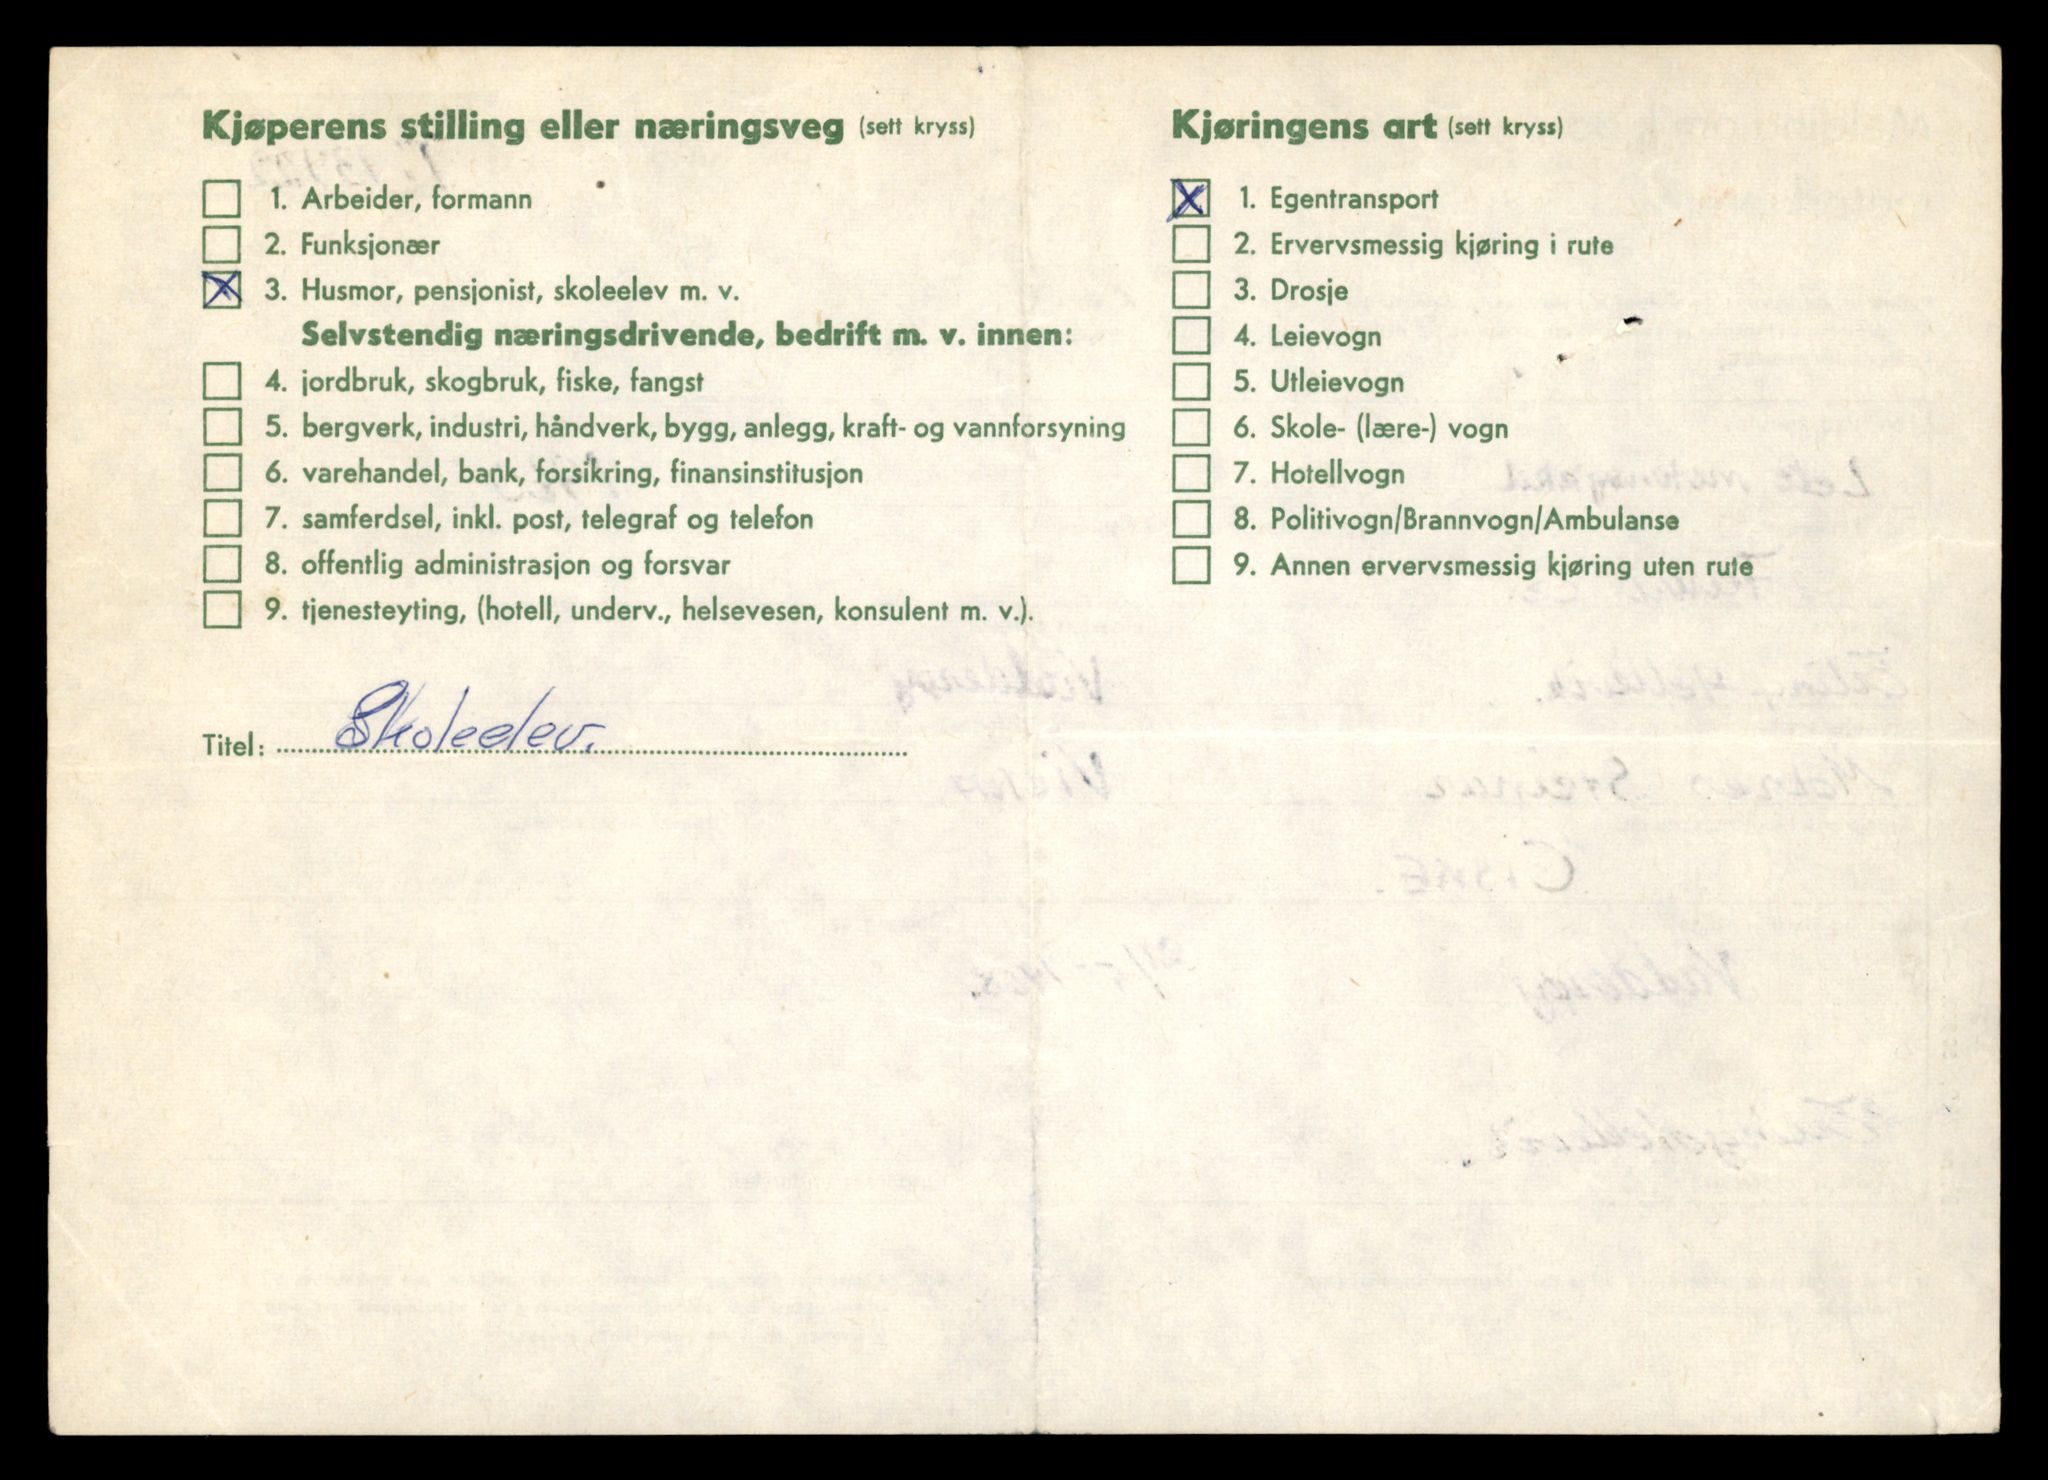 Kjøperens stilling eller næringsveg (sett kryss)
1. Arbeider, formann
2. Funksjonær
X 3. Husmor, pensjonist, skoleelev m. v.
Selvstendig næringsdrivende, bedrift m. v. innen:
4. jordbruk, skogbruk, fiske, fangst
5. bergverk, industri, håndverk, bygg, anlegg, kraft- og vannforsyning
6. varehandel, bank, forsikring, finansinstitusjon
7. samferdsel, inkl. post, telegraf og telefon
8. offentlig administrasjon og forsvar
9. tjenesteyting, (hotell, underv., helsevesen, konsulent m. v.).
Titel: Skoleelev.
Kjøringens art (sett kryss)
X 1. Egentransport
2. Ervervsmessig kjøring i rute
3. Drosje
4. Leievogn
5. Utleievogn
6. Skole- (lære-) vogn
7. Hotellvogn
8. Politivogn/Brannvogn/Ambulanse
9. Annen ervervsmessig kjøring uten rute